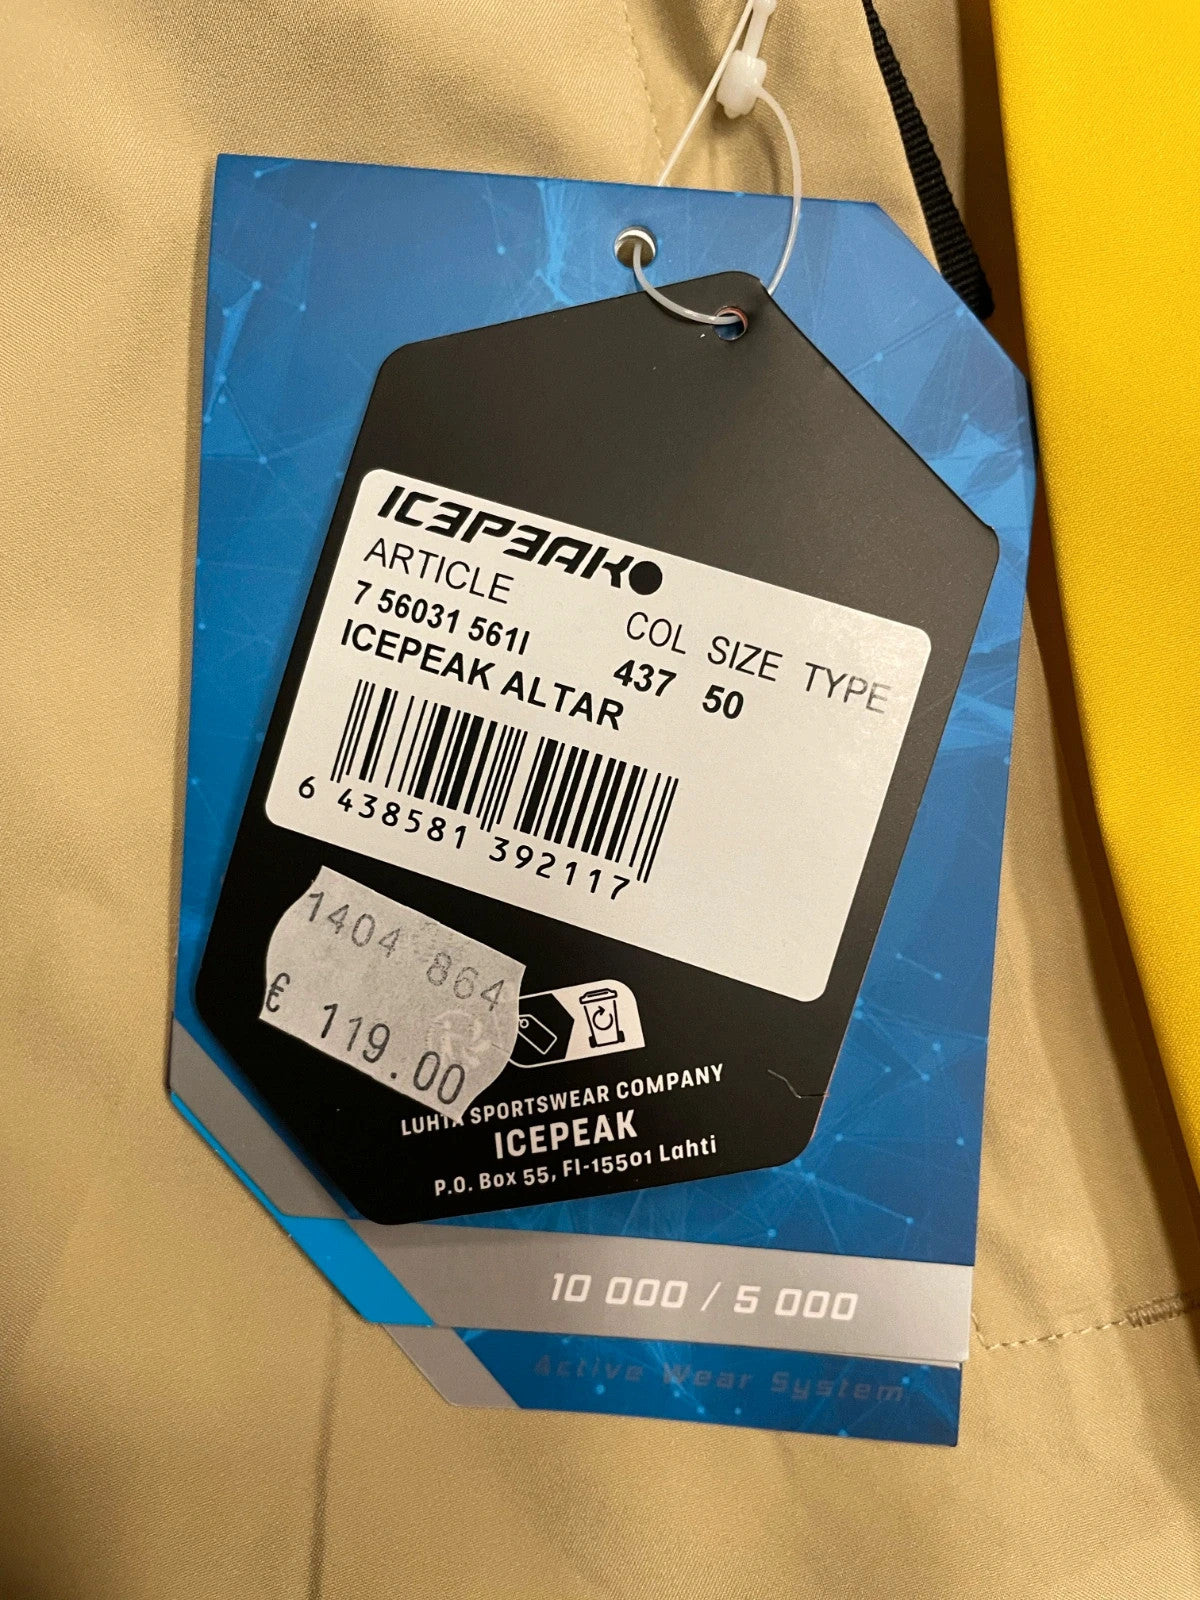 ICEPEAK
ARTICLE COL SIZE TYPE
7 56031 561I 437 50
ICEPEAK ALTAR
6 438581 392117
1404 864
€ 119.00
LUHTA SPORTSWEAR COMPANY
ICEPEAK
P.O. Box 55, FI-15501 Lahti
10 000 / 5 000
Active Wear System